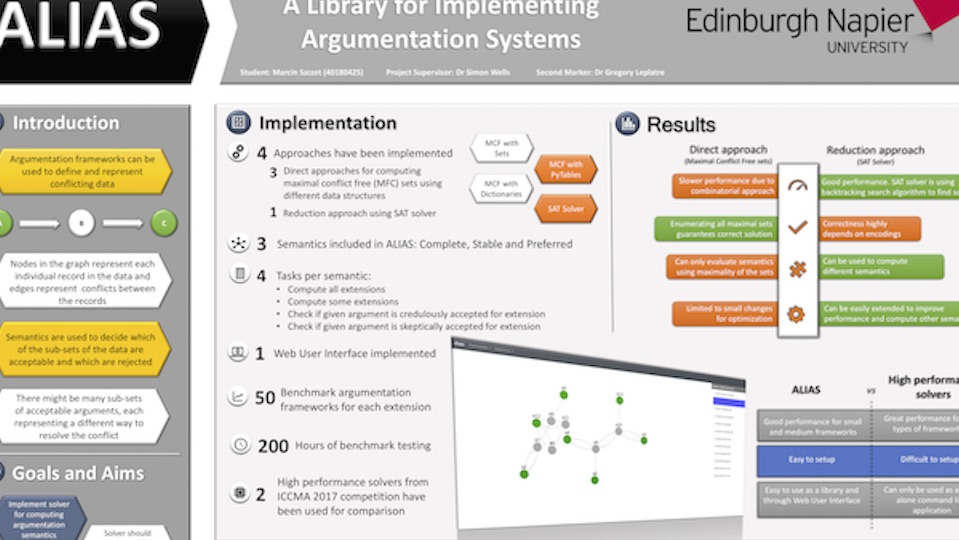 ALIAS
A Library for Implementing
Argumentation Systems
Student: Marcin Szczot (40180425) Project Supervisor: Dr Simon Wells Second Marker: Dr Gregory Leplatre
Edinburgh Napier
UNIVERSITY
Introduction
Argumentation frameworks can be
used to define and represent
conflicting data
B
C
Nodes in the graph represent each
individual record in the data and
edges represent conflicts between
the records
Semantics are used to decide which
of the sub-sets of the data are
acceptable and which are rejected
There might be many sub-sets
of acceptable arguments, each
representing a different way to
resolve the conflict
Goals and Aims
Implement solver
for computing
argumentation
semantics
Solver should
Implementation
4 Approaches have been implemented
3 Direct approaches for computing
maximal conflict free (MFC) sets using
different data structures
1 Reduction approach using SAT solver
MCF with
Sets
MCF with
PyTables
MCF with
Dictionaries
SAT Solver
3 Semantics included in ALIAS: Complete, Stable and Preferred
4 Tasks per semantic:
• Compute all extensions
• Compute some extensions
• Check if given argument is credulously accepted for extension
• Check if given argument is skeptically accepted for extension
1 Web User Interface implemented
50 Benchmark argumentation
frameworks for each extension
200 Hours of benchmark testing
2 High performance solvers from
ICCMA 2017 competition have
been used for comparison
Results
Direct approach
(Maximal Conflict Free sets)
Reduction approach
(SAT Solver)
Slower performance due to
combinatorial approach
Good performance. SAT solver is using
backtracking search algorithm to find
Enumerating all maximal sets
guarantees correct solution
Correctness highly
depends on encodings
Can only evaluate semantics
using maximality of the sets
Can be used to compute
different semantics
Limited to small changes
for optimization
Can be easily extended to improve
performance and compute other
ALIAS
vs
High
solvers
Good performance for small
and medium frameworks
Great performance
types of
Easy to setup
Difficult to setup
Easy to use as a library and
through Web User Interface
Can only be used as
alone command
application